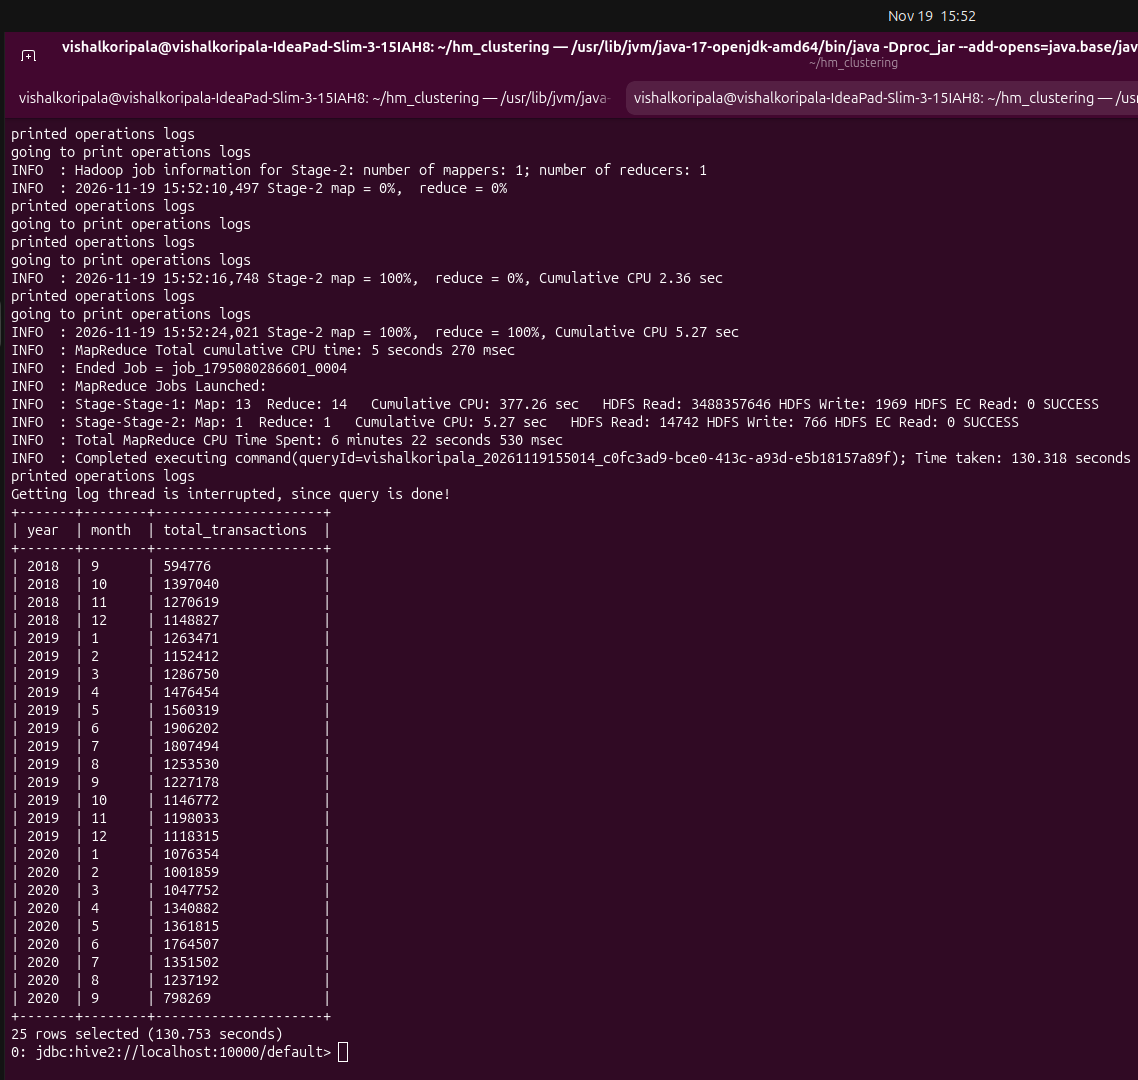 Nov 19  15:52
vishalkoripala@vishalkoripala-IdeaPad-Slim-3-15IAH8: ~/hm_clustering — /usr/lib/jvm/java-17-openjdk-amd64/bin/java -Dproc_jar --add-opens=java.base/jav
~/hm_clustering
vishalkoripala@vishalkoripala-IdeaPad-Slim-3-15IAH8: ~/hm_clustering — /usr/lib/jvm/java-
vishalkoripala@vishalkoripala-IdeaPad-Slim-3-15IAH8: ~/hm_clustering — /usr
printed operations logs
going to print operations logs
INFO  : Hadoop job information for Stage-2: number of mappers: 1; number of reducers: 1
INFO  : 2026-11-19 15:52:10,497 Stage-2 map = 0%,  reduce = 0%
printed operations logs
going to print operations logs
printed operations logs
going to print operations logs
INFO  : 2026-11-19 15:52:16,748 Stage-2 map = 100%,  reduce = 0%, Cumulative CPU 2.36 sec
printed operations logs
going to print operations logs
INFO  : 2026-11-19 15:52:24,021 Stage-2 map = 100%,  reduce = 100%, Cumulative CPU 5.27 sec
INFO  : MapReduce Total cumulative CPU time: 5 seconds 270 msec
INFO  : Ended Job = job_1795080286601_0004
INFO  : MapReduce Jobs Launched:
INFO  : Stage-Stage-1: Map: 13  Reduce: 14   Cumulative CPU: 377.26 sec   HDFS Read: 3488357646 HDFS Write: 1969 HDFS EC Read: 0 SUCCESS
INFO  : Stage-Stage-2: Map: 1  Reduce: 1   Cumulative CPU: 5.27 sec   HDFS Read: 14742 HDFS Write: 766 HDFS EC Read: 0 SUCCESS
INFO  : Total MapReduce CPU Time Spent: 6 minutes 22 seconds 530 msec
INFO  : Completed executing command(queryId=vishalkoripala_20261119155014_c0fc3ad9-bce0-413c-a93d-e5b18157a89f); Time taken: 130.318 seconds
printed operations logs
Getting log thread is interrupted, since query is done!
+-------+--------+---------------------+
| year  | month  | total_transactions  |
+-------+--------+---------------------+
| 2018  | 9      | 594776              |
| 2018  | 10     | 1397040             |
| 2018  | 11     | 1270619             |
| 2018  | 12     | 1148827             |
| 2019  | 1      | 1263471             |
| 2019  | 2      | 1152412             |
| 2019  | 3      | 1286750             |
| 2019  | 4      | 1476454             |
| 2019  | 5      | 1560319             |
| 2019  | 6      | 1906202             |
| 2019  | 7      | 1807494             |
| 2019  | 8      | 1253530             |
| 2019  | 9      | 1227178             |
| 2019  | 10     | 1146772             |
| 2019  | 11     | 1198033             |
| 2019  | 12     | 1118315             |
| 2020  | 1      | 1076354             |
| 2020  | 2      | 1001859             |
| 2020  | 3      | 1047752             |
| 2020  | 4      | 1340882             |
| 2020  | 5      | 1361815             |
| 2020  | 6      | 1764507             |
| 2020  | 7      | 1351502             |
| 2020  | 8      | 1237192             |
| 2020  | 9      | 798269              |
+-------+--------+---------------------+
25 rows selected (130.753 seconds)
0: jdbc:hive2://localhost:10000/default>